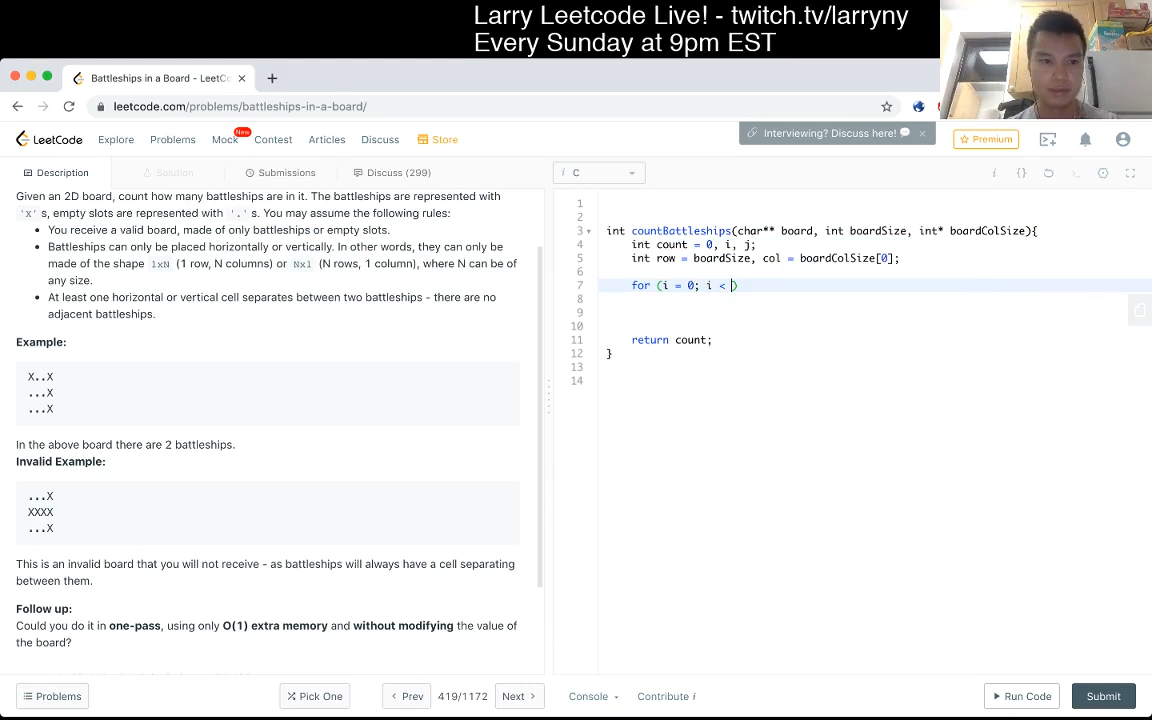 Larry Leetcode Live! - twitch.tv/larryny
Every Sunday at 9pm EST
Battleships in a Board - LeetCo
leetcode.com/problems/battleships-in-a-board/
LeetCode
Explore
Problems
Mock
New
Contest
Articles
Discuss
Store
Interviewing? Discuss here!
Premium
Description
Solution
Submissions
Discuss (299)
i C
Given an 2D board, count how many battleships are in it. The battleships are represented with
'X' s, empty slots are represented with '.' s. You may assume the following rules:
• You receive a valid board, made of only battleships or empty slots.
• Battleships can only be placed horizontally or vertically. In other words, they can only be
made of the shape 1xN (1 row, N columns) or Nx1 (N rows, 1 column), where N can be of
any size.
• At least one horizontal or vertical cell separates between two battleships - there are no
adjacent battleships.
Example:
X..X
...X
...X
In the above board there are 2 battleships.
Invalid Example:
...X
XXXX
...X
This is an invalid board that you will not receive - as battleships will always have a cell separating
between them.
Follow up:
Could you do it in one-pass, using only O(1) extra memory and without modifying the value of
the board?
1
2
3 int countBattleships(char** board, int boardSize, int* boardColSize){
4 int count = 0, i, j;
5 int row = boardSize, col = boardColSize[0];
6
7 for (i = 0; i < )
8
9
10
11 return count;
12 }
13
14
Problems
Pick One
< Prev
419/1172
Next >
Console
Contribute i
Run Code
Submit